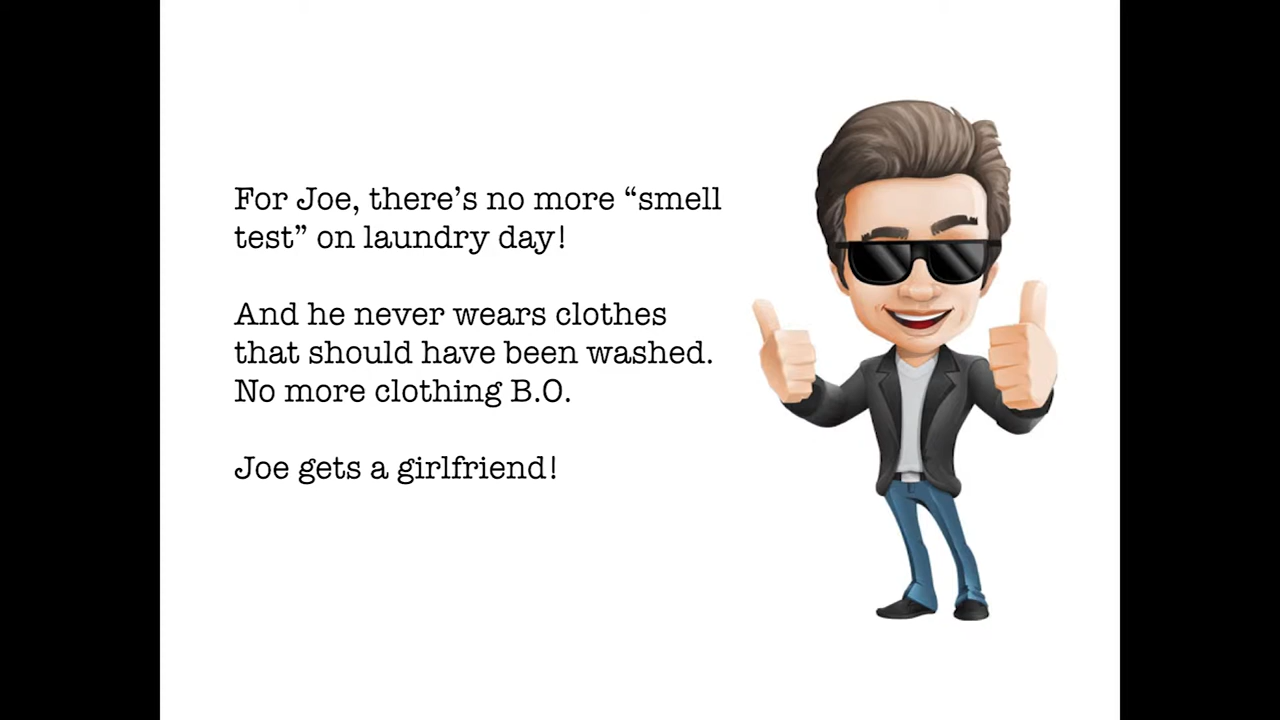 For Joe, there’s no more “smell
test” on laundry day!
And he never wears clothes
that should have been washed.
No more clothing B.O.
Joe gets a girlfriend!